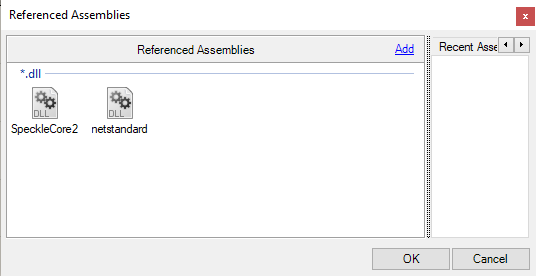 Referenced Assemblies
x
Referenced Assemblies Add
Recent Asse
*.dll
DLL DLL
SpeckleCore2 netstandard
OK Cancel